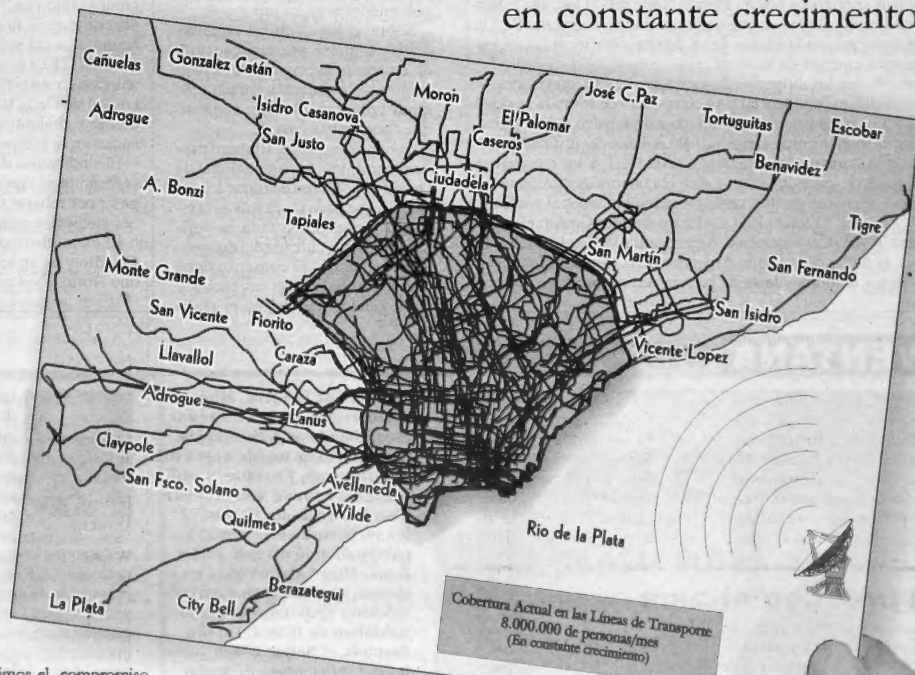 en constante crecimento
Cañuelas
Gonzalez Catán
Adrogue
Isidro Casanova
Moron
José C. Paz
El Palomar
Tortuguitas
Escobar
San Justo
Caseros
Benavidez
A. Bonzi
Ciudadela
Tapiales
Tigre
San Martín
San Fernando
Monte Grande
San Vicente
Fiorito
San Isidro
Llavallol
Caraza
Vicente Lopez
Adrogue
Lanus
Claypole
San Fsco. Solano
Avellaneda
Quilmes
Wilde
Rio de la Plata
Berazategui
La Plata
City Bell
Cobertura Actual en las Líneas de Transporte
8.000.000 de personas/mes
(En constante crecimiento)
el compromiso